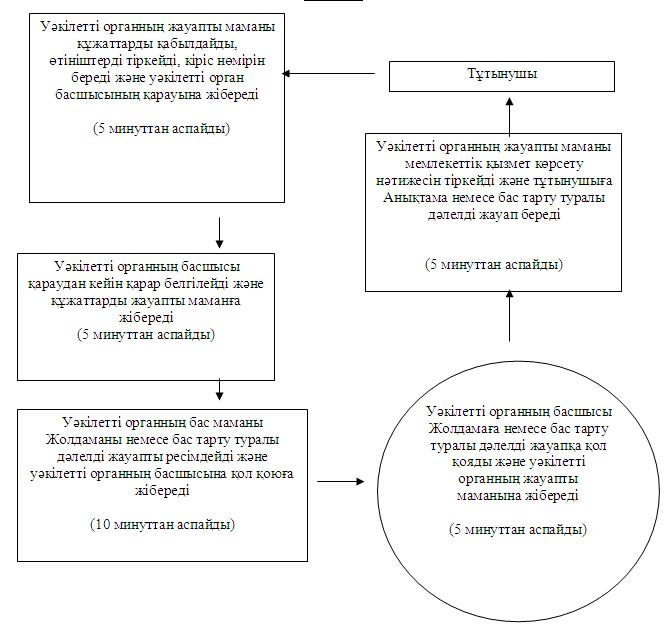 Уәкілетті органның жауапты маманы
құжаттарды қабылдайды,
өтініштерді тіркейді, кіріс нөмірін
береді және уәкілетті орган
басшысының қарауына жібереді
(5 минуттан аспайды)
Тұтынушы
Уәкілетті органның жауапты маманы
мемлекеттік қызмет көрсету
нәтижесін тіркейді және тұтынушыға
Анықтама немесе бас тарту туралы
дәлелді жауап береді
(5 минуттан аспайды)
Уәкілетті органның басшысы
қараудан кейін қарар белгілейді және
құжаттарды жауапты маманға
жібереді
(5 минуттан аспайды)
Уәкілетті органның бас маманы
Жолдаманы немесе бас тарту туралы
дәлелді жауапты ресімдейді және
уәкілетті органның басшысына қол қоюға
жібереді
(10 минуттан аспайды)
Уәкілетті органның басшысы
Жолдамаға немесе бас тарту
туралы дәлелді жауапқа қол
қояды және уәкілетті
органның жауапты
маманына жібереді
(5 минуттан аспайды)